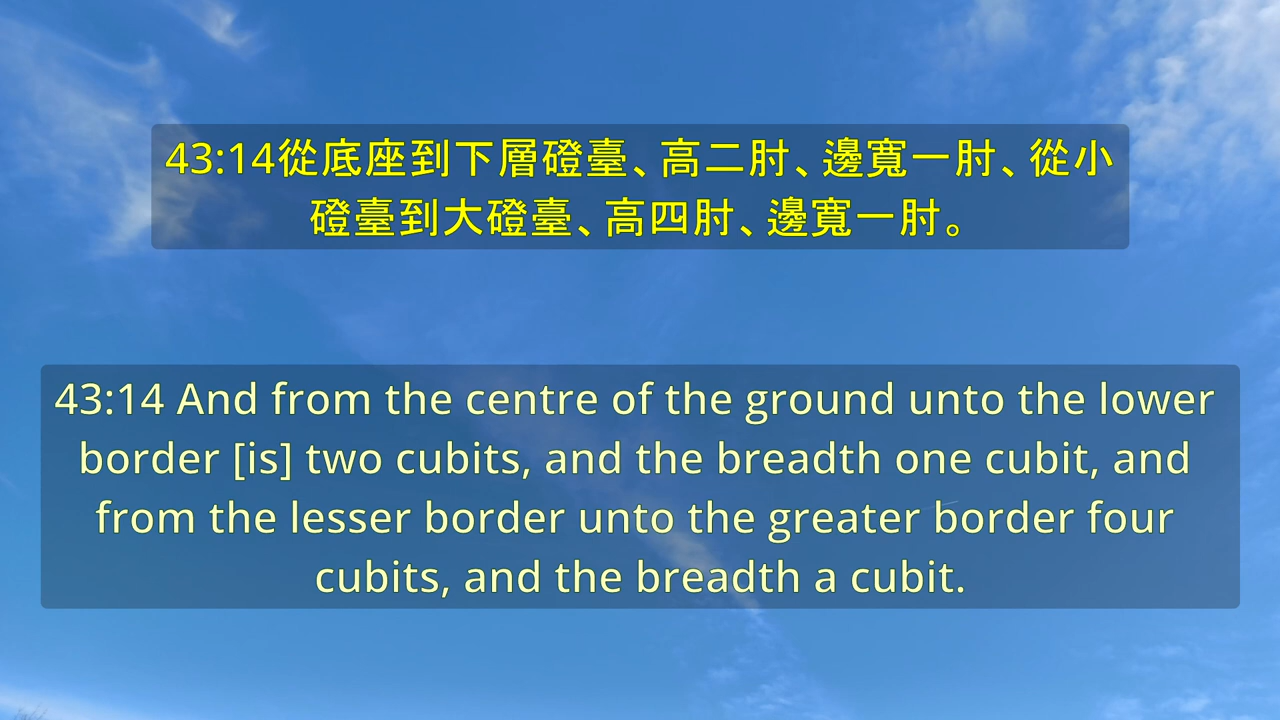 43:14從底座到下層磴臺、高二肘、邊寬一肘、從小
磴臺到大磴臺、高四肘、邊寬一肘。
43:14 And from the centre of the ground unto the lower
border [is] two cubits, and the breadth one cubit, and
from the lesser border unto the greater border four
cubits, and the breadth a cubit.